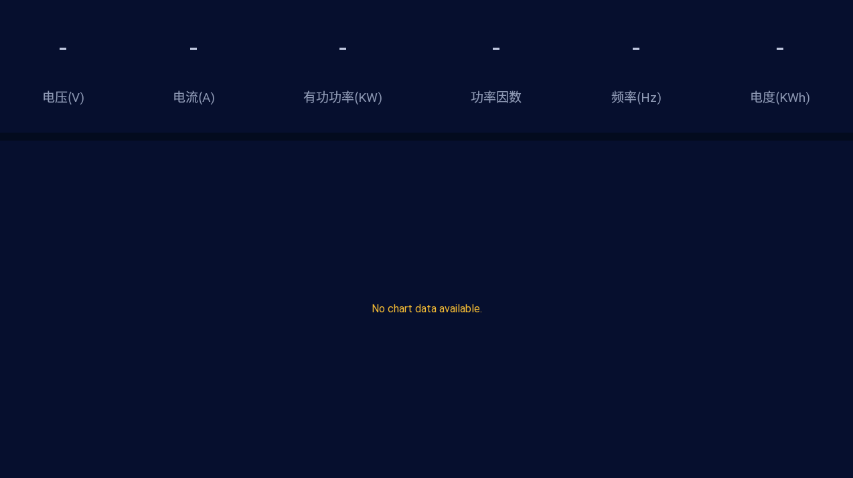 - - - - - -
电压(V) 电流(A) 有功功率(KW) 功率因数 频率(Hz) 电度(KWh)
No chart data available.